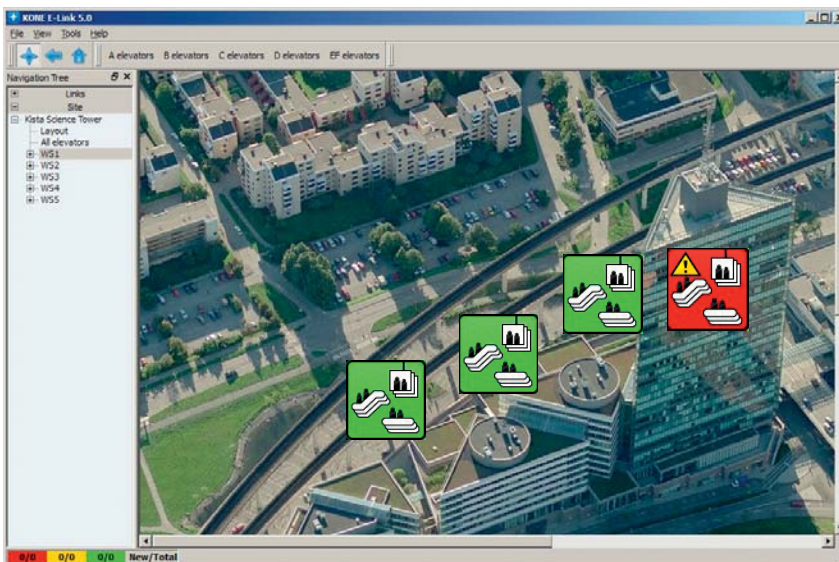 KONE E-Link 5.0
File View Tools Help
A elevators B elevators C elevators D elevators EF elevators
Navigation Tree
Links
Site
Kista Science Tower
Layout
All elevators
WS1
WS2
WS3
WS4
WS5
0/0 0/0 0/0 New/Total